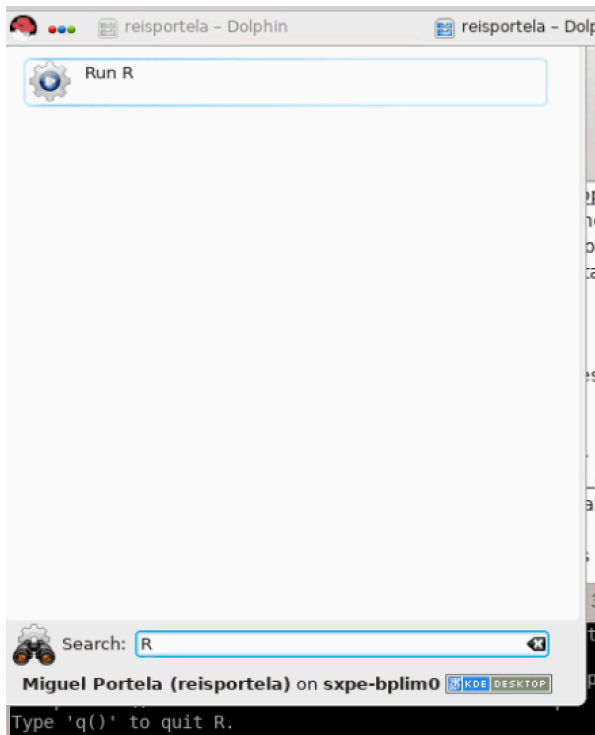 reisportela – Dolphin
reisportela – Dolp
Run R
Search: R
Miguel Portela (reisportela) on sxpe-bplim0 KDE DESKTOP
Type 'q()' to quit R.